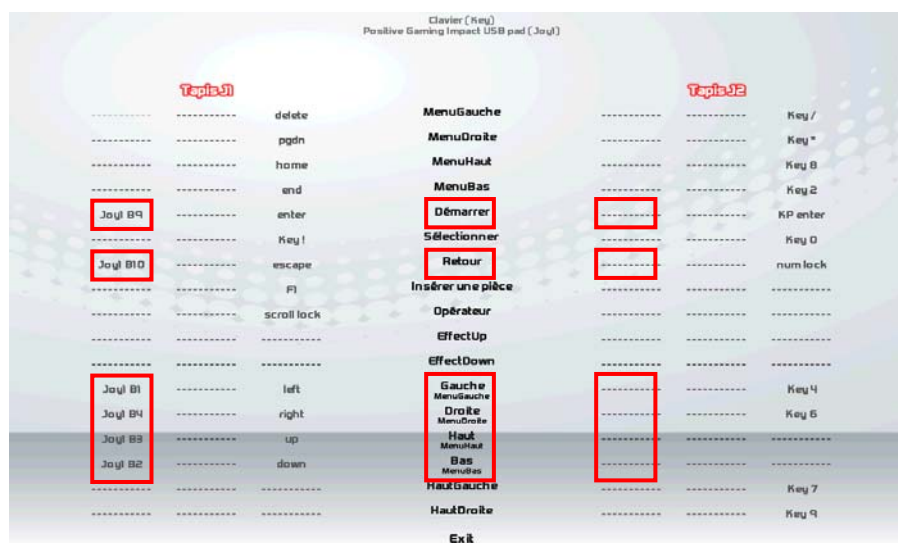 Clavier (Key)
Positive Gaming Impact USB pad (Joy1)
Tapis J1 Tapis J2
---------- ---------- delete MenuGauche ---------- ---------- Key /
---------- ---------- pgdn MenuDroite ---------- ---------- Key *
---------- ---------- home MenuHaut ---------- ---------- Key 8
---------- ---------- end MenuBas ---------- ---------- Key 2
Joy1 B9 ---------- enter Démarrer ---------- ---------- KP enter
---------- ---------- Key ! Sélectionner ---------- ---------- Key 0
Joy1 B10 ---------- escape Retour ---------- ---------- num lock
---------- ---------- F1 Insérer une pièce ---------- ---------- ----------
---------- ---------- scroll lock Opérateur ---------- ---------- ----------
---------- ---------- ---------- EffectUp ---------- ---------- ----------
---------- ---------- ---------- EffectDown ---------- ---------- ----------
Joy1 B1 ---------- left Gauche ---------- ---------- Key 4
MenuGauche
Joy1 B4 ---------- right Droite ---------- ---------- Key 6
MenuDroite
Joy1 B3 ---------- up Haut ---------- ---------- ----------
MenuHaut
Joy1 B2 ---------- down Bas ---------- ---------- ----------
MenuBas
---------- ---------- ---------- HautGauche ---------- ---------- Key 7
---------- ---------- ---------- HautDroite ---------- ---------- Key 9
Exit